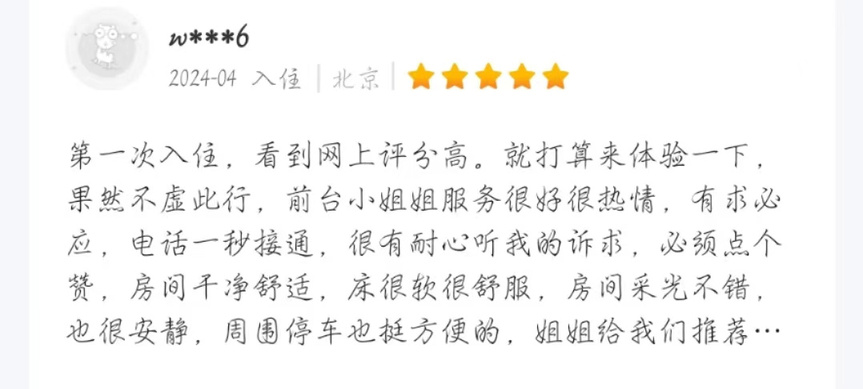 w***6
2024-04 入住 | 北京 |
第一次入住，看到网上评分高。就打算来体验一下，
果然不虚此行，前台小姐姐服务很好很热情，有求必
应，电话一秒接通，很有耐心听我的诉求，必须点个
赞，房间干净舒适，床很软很舒服，房间采光不错，
也很安静，周围停车也挺方便的，姐姐给我们推荐…